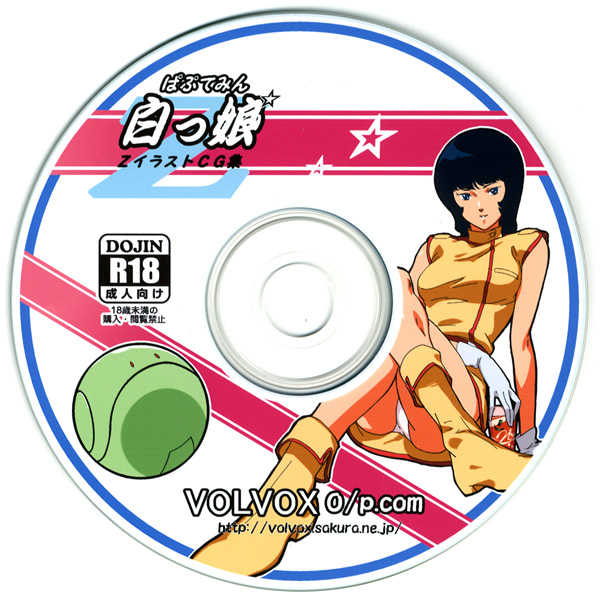 ぱぷてみん
白っ娘
Z
ZイラストCG集
DOJIN
R18
成人向け
18歳未満の
購入・閲覧禁止
VOLVOX O/p.com
http://volvox.sakura.ne.jp/